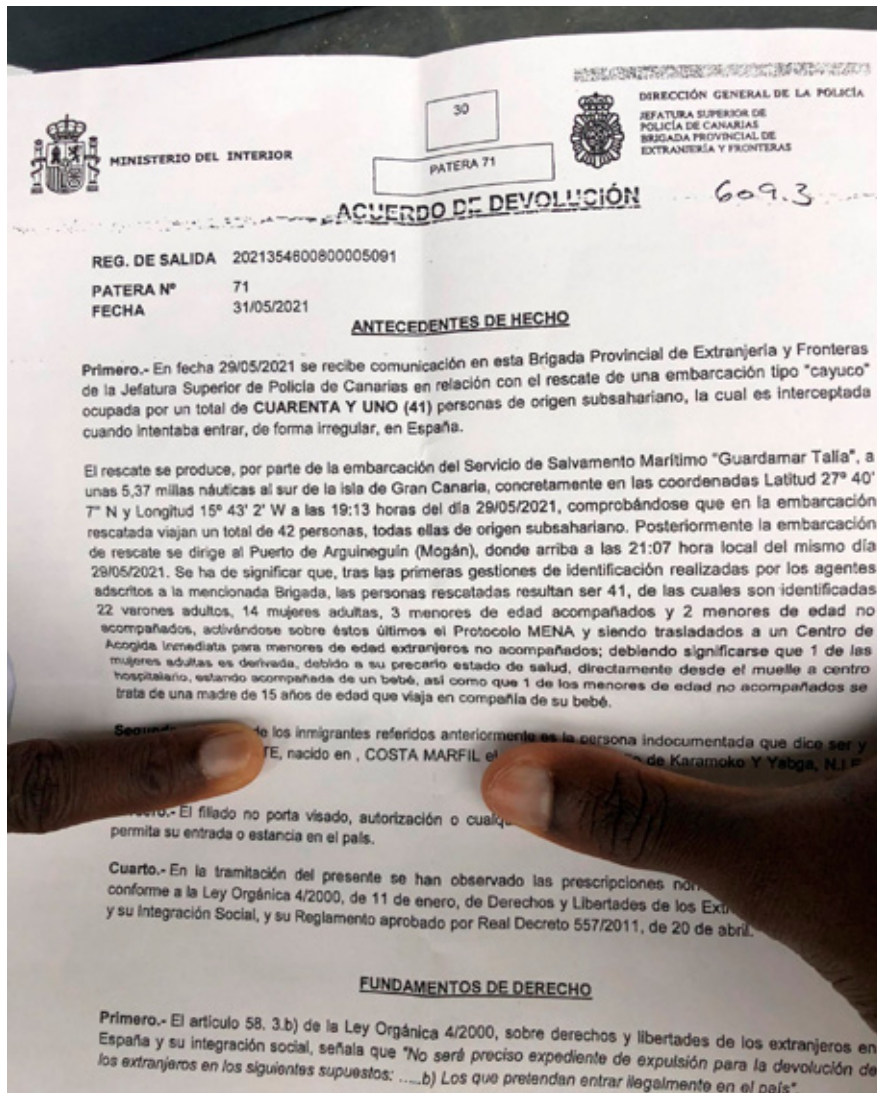 MINISTERIO DEL INTERIOR
30
PATERA 71
DIRECCIÓN GENERAL DE LA POLICÍA
JEFATURA SUPERIOR DE
POLICÍA DE CANARIAS
BRIGADA PROVINCIAL DE
EXTRANJERÍA Y FRONTERAS
ACUERDO DE DEVOLUCIÓN
609.3
REG. DE SALIDA 2021354600800005091
PATERA Nº 71
FECHA 31/05/2021
ANTECEDENTES DE HECHO
Primero.- En fecha 29/05/2021 se recibe comunicación en esta Brigada Provincial de Extranjería y Fronteras
de la Jefatura Superior de Policía de Canarias en relación con el rescate de una embarcación tipo "cayuco"
ocupada por un total de CUARENTA Y UNO (41) personas de origen subsahariano, la cual es interceptada
cuando intentaba entrar, de forma irregular, en España.
El rescate se produce, por parte de la embarcación del Servicio de Salvamento Marítimo "Guardamar Talía", a
unas 5,37 millas náuticas al sur de la isla de Gran Canaria, concretamente en las coordenadas Latitud 27º 40'
7" N y Longitud 15º 43' 2' W a las 19:13 horas del día 29/05/2021, comprobándose que en la embarcación
rescatada viajan un total de 42 personas, todas ellas de origen subsahariano. Posteriormente la embarcación
de rescate se dirige al Puerto de Arguineguín (Mogán), donde arriba a las 21:07 hora local del mismo día
29/05/2021. Se ha de significar que, tras las primeras gestiones de identificación realizadas por los agentes
adscritos a la mencionada Brigada, las personas rescatadas resultan ser 41, de las cuales son identificadas
22 varones adultos, 14 mujeres adultas, 3 menores de edad acompañados y 2 menores de edad no
acompañados, activándose sobre éstos últimos el Protocolo MENA y siendo trasladados a un Centro de
Acogida Inmediata para menores de edad extranjeros no acompañados; debiendo significarse que 1 de las
mujeres adultas es derivada, debido a su precario estado de salud, directamente desde el muelle a centro
hospitalario, estando acompañada de un bebé, así como que 1 de los menores de edad no acompañados se
trata de una madre de 15 años de edad que viaja en compañía de su bebé.
de los inmigrantes referidos anteriormente es la persona indocumentada que dice ser y
TE, nacido en , COSTA MARFIL el de Karamoko Y Yabga, N.I.E.
El filiado no porta visado, autorización o
permita su entrada o estancia en el país.
Cuarto.- En la tramitación del presente se han observado las prescripciones
conforme a la Ley Orgánica 4/2000, de 11 de enero, de Derechos y Libertades de los
y su Integración Social, y su Reglamento aprobado por Real Decreto 557/2011, de 20 de abril.
FUNDAMENTOS DE DERECHO
Primero.- El artículo 58. 3.b) de la Ley Orgánica 4/2000, sobre derechos y libertades de los extranjeros en
España y su integración social, señala que "No será preciso expediente de expulsión para la devolución de
los extranjeros en los siguientes supuestos: .....b) Los que pretendan entrar ilegalmente en el país".